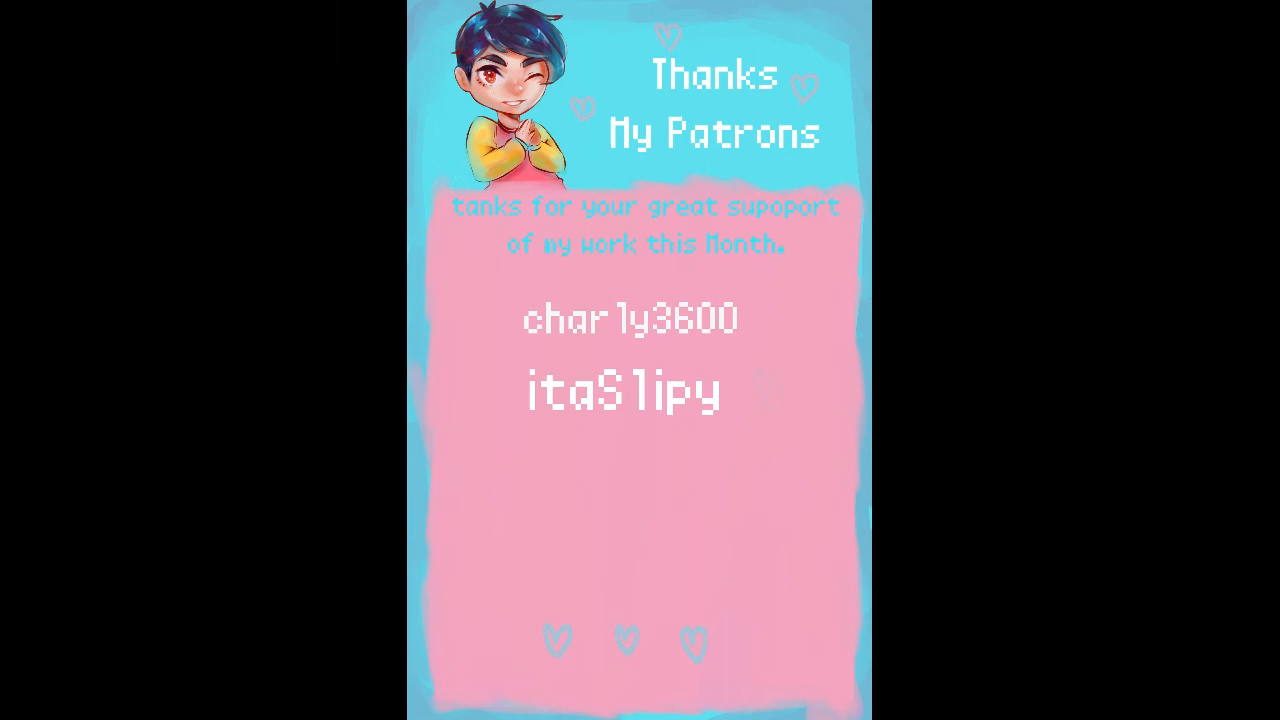 Thanks
My Patrons
tanks for your great supoport
of my work this Month.
charly3600
itaSlipy